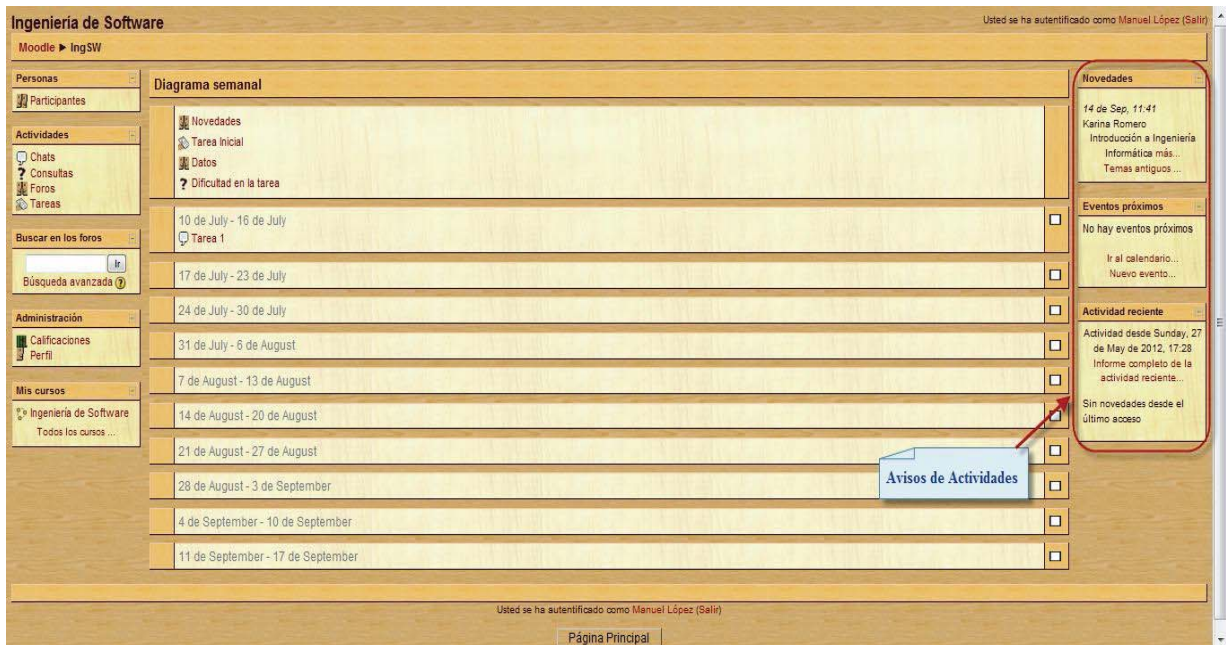 Ingeniería de Software
Usted se ha autentificado como Manuel López (Salir)
Moodle ► IngSW
Personas
Participantes
Actividades
Chats
Consultas
Foros
Tareas
Buscar en los foros
Ir
Búsqueda avanzada
Administración
Calificaciones
Perfil
Mis cursos
Ingeniería de Software
Todos los cursos ...
Diagrama semanal
Novedades
Tarea Inicial
Datos
Dificultad en la tarea
10 de July - 16 de July
Tarea 1
17 de July - 23 de July
24 de July - 30 de July
31 de July - 6 de August
7 de August - 13 de August
14 de August - 20 de August
21 de August - 27 de August
28 de August - 3 de September
4 de September - 10 de September
11 de September - 17 de September
Novedades
14 de Sep, 11:41
Karina Romero
Introducción a Ingeniería
Informática más...
Temas antiguos ...
Eventos próximos
No hay eventos próximos
Ir al calendario...
Nuevo evento...
Actividad reciente
Actividad desde Sunday, 27
de May de 2012, 17:28
Informe completo de la
actividad reciente...
Sin novedades desde el
último acceso
Avisos de Actividades
Usted se ha autentificado como Manuel López (Salir)
Página Principal